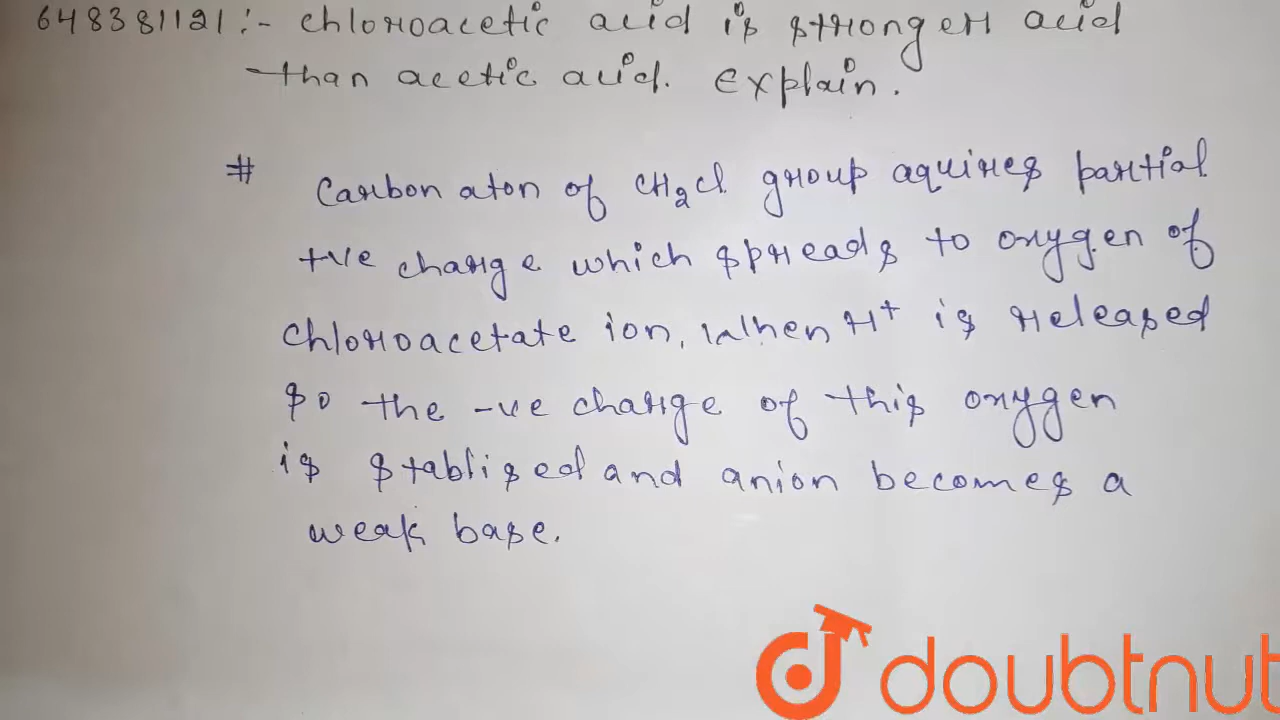 648381121:- chloroacetic acid is stronger acid
than acetic acid. Explain.
# Carbon aton of CH₂Cl group aquires partial
+ve charge which spreads to oxygen of
chloroacetate ion, when H⁺ is released
so the -ve charge of this oxygen
is stablised and anion becomes a
weak base.
doubtnut